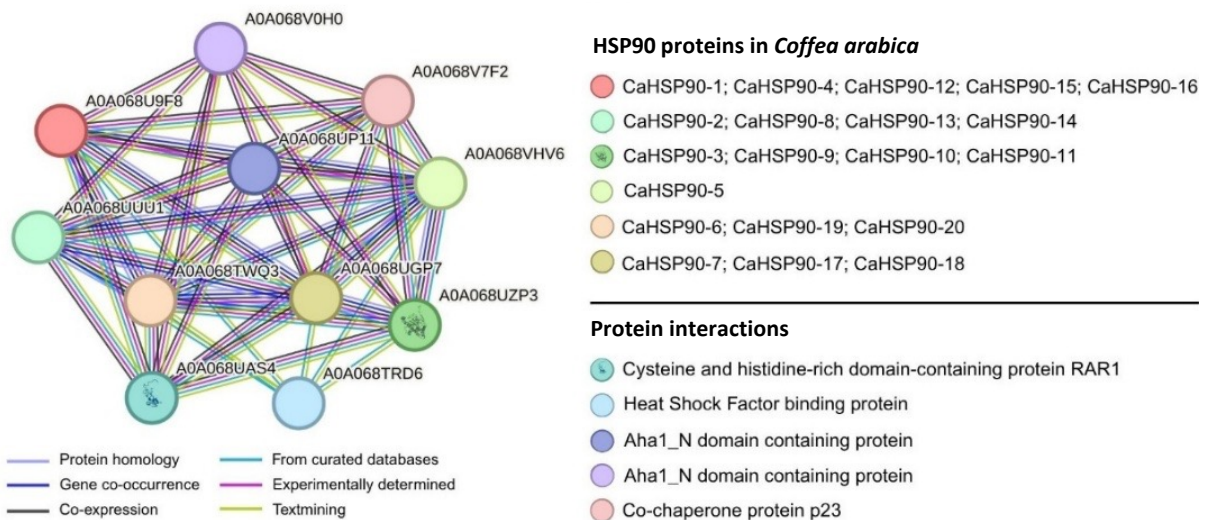 A0A068V0H0
A0A068V7F2
A0A068U9F8
A0A068UP11
A0A068VHV6
A0A068UUU1
A0A068TWQ3
A0A068UGP7
A0A068UZP3
A0A068UAS4
A0A068TRD6
Protein homology
From curated databases
Gene co-occurrence
Experimentally determined
Co-expression
Textmining
HSP90 proteins in Coffea arabica
CaHSP90-1; CaHSP90-4; CaHSP90-12; CaHSP90-15; CaHSP90-16
CaHSP90-2; CaHSP90-8; CaHSP90-13; CaHSP90-14
CaHSP90-3; CaHSP90-9; CaHSP90-10; CaHSP90-11
CaHSP90-5
CaHSP90-6; CaHSP90-19; CaHSP90-20
CaHSP90-7; CaHSP90-17; CaHSP90-18
Protein interactions
Cysteine and histidine-rich domain-containing protein RAR1
Heat Shock Factor binding protein
Aha1_N domain containing protein
Aha1_N domain containing protein
Co-chaperone protein p23